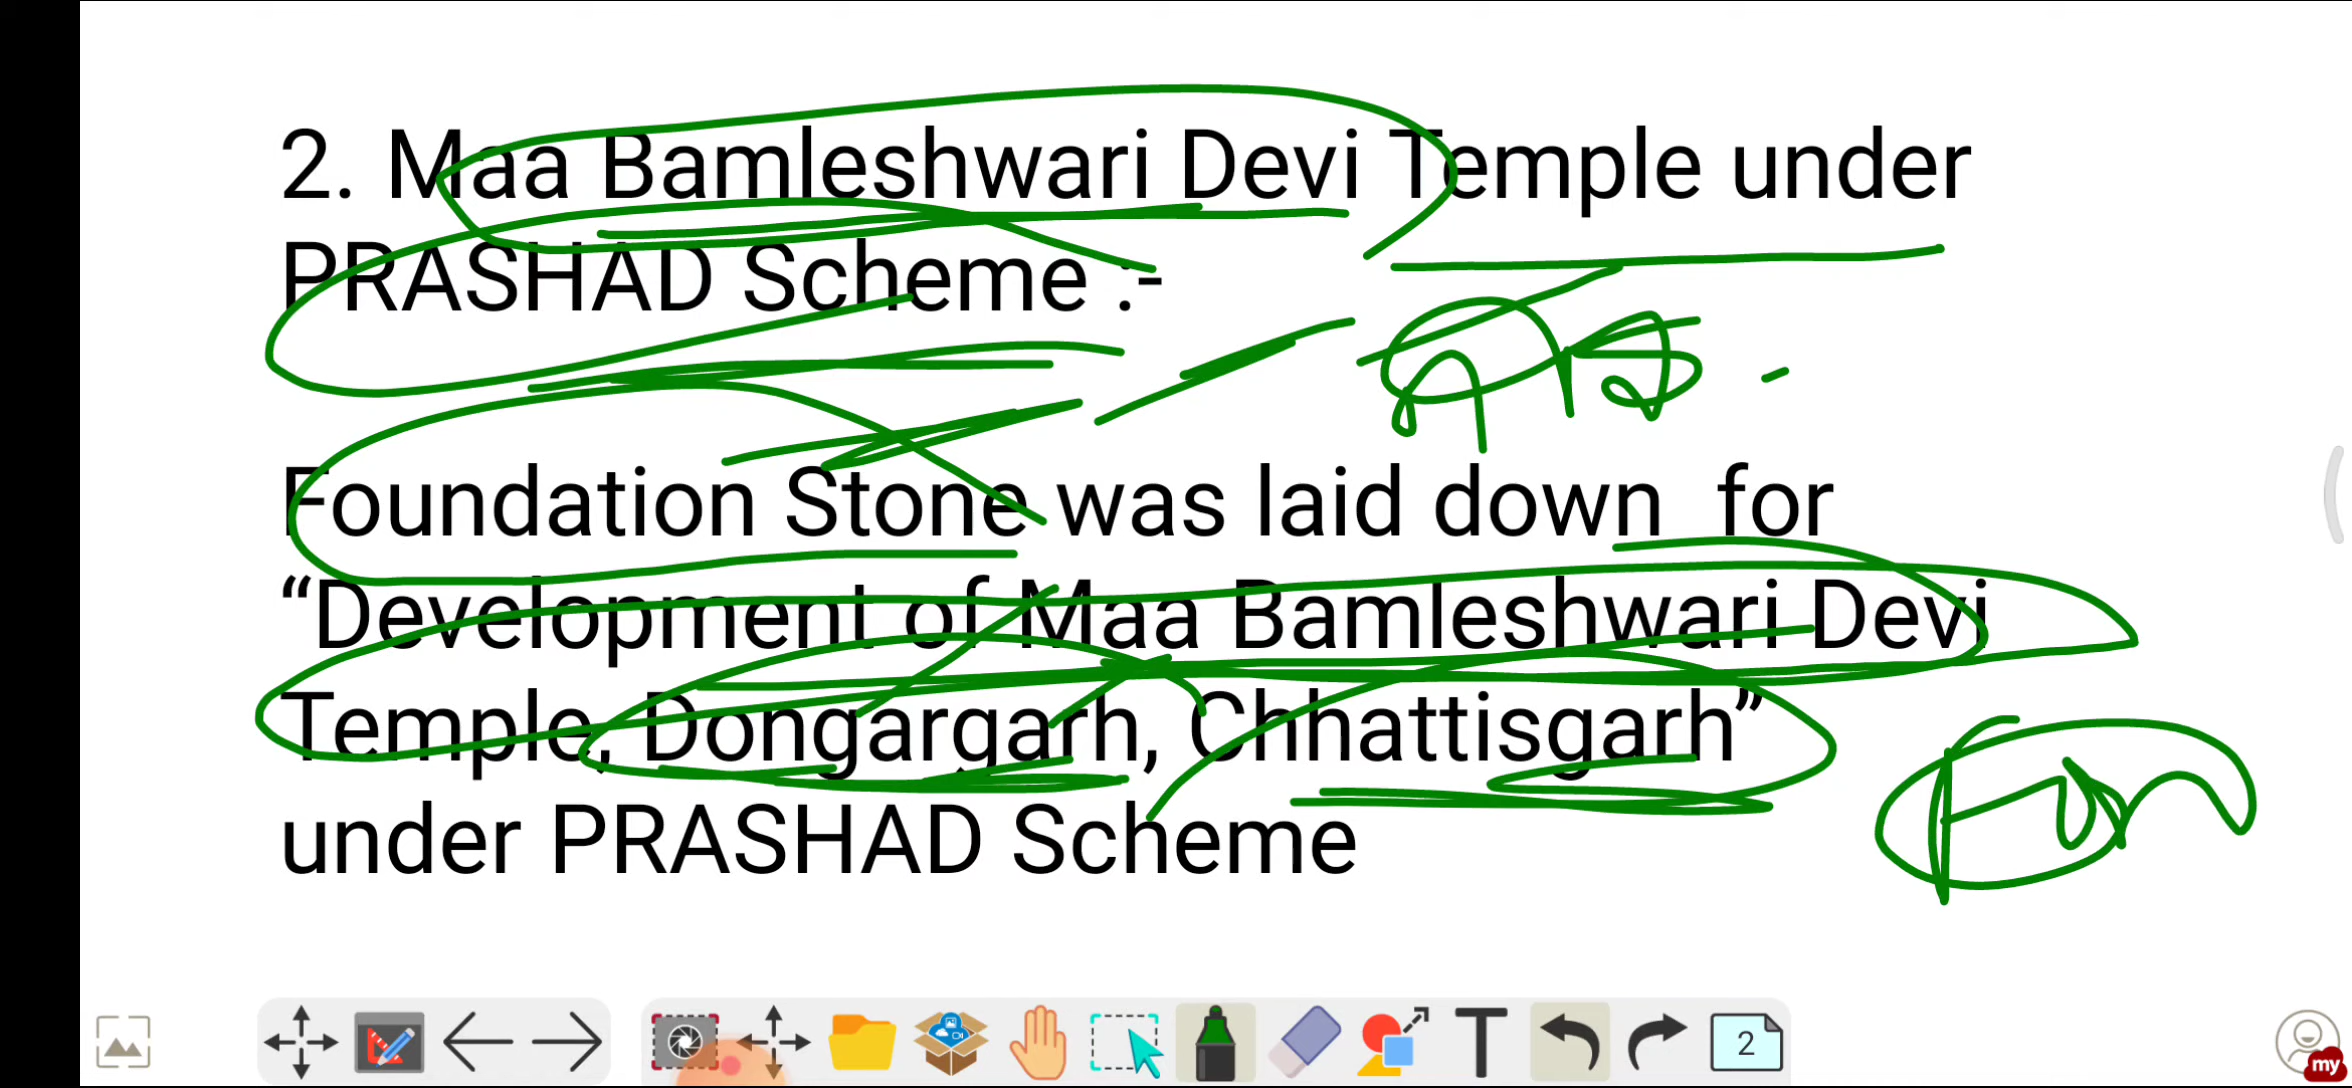 2. Maa Bamleshwari Devi Temple under
PRASHAD Scheme :-
Foundation Stone was laid down for
“Development of Maa Bamleshwari Devi
Temple, Dongargarh, Chhattisgarh”
under PRASHAD Scheme
T
2
my